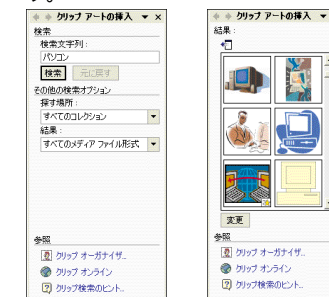 クリップ アートの挿入
検索
検索文字列:
パソコン
検索 元に戻す
その他の検索オプション
探す場所:
すべてのコレクション
結果:
すべてのメディア ファイル形式
参照
クリップ オーガナイザ...
クリップ オンライン
クリップ検索のヒント...
クリップ アートの挿入
結果:
変更
参照
クリップ オーガナイザ...
クリップ オンライン
クリップ検索のヒント...